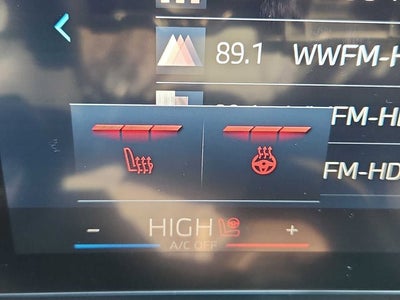 89.1 WWFM-H
FM-H
FM-HD
- HIGH +
A/C OFF